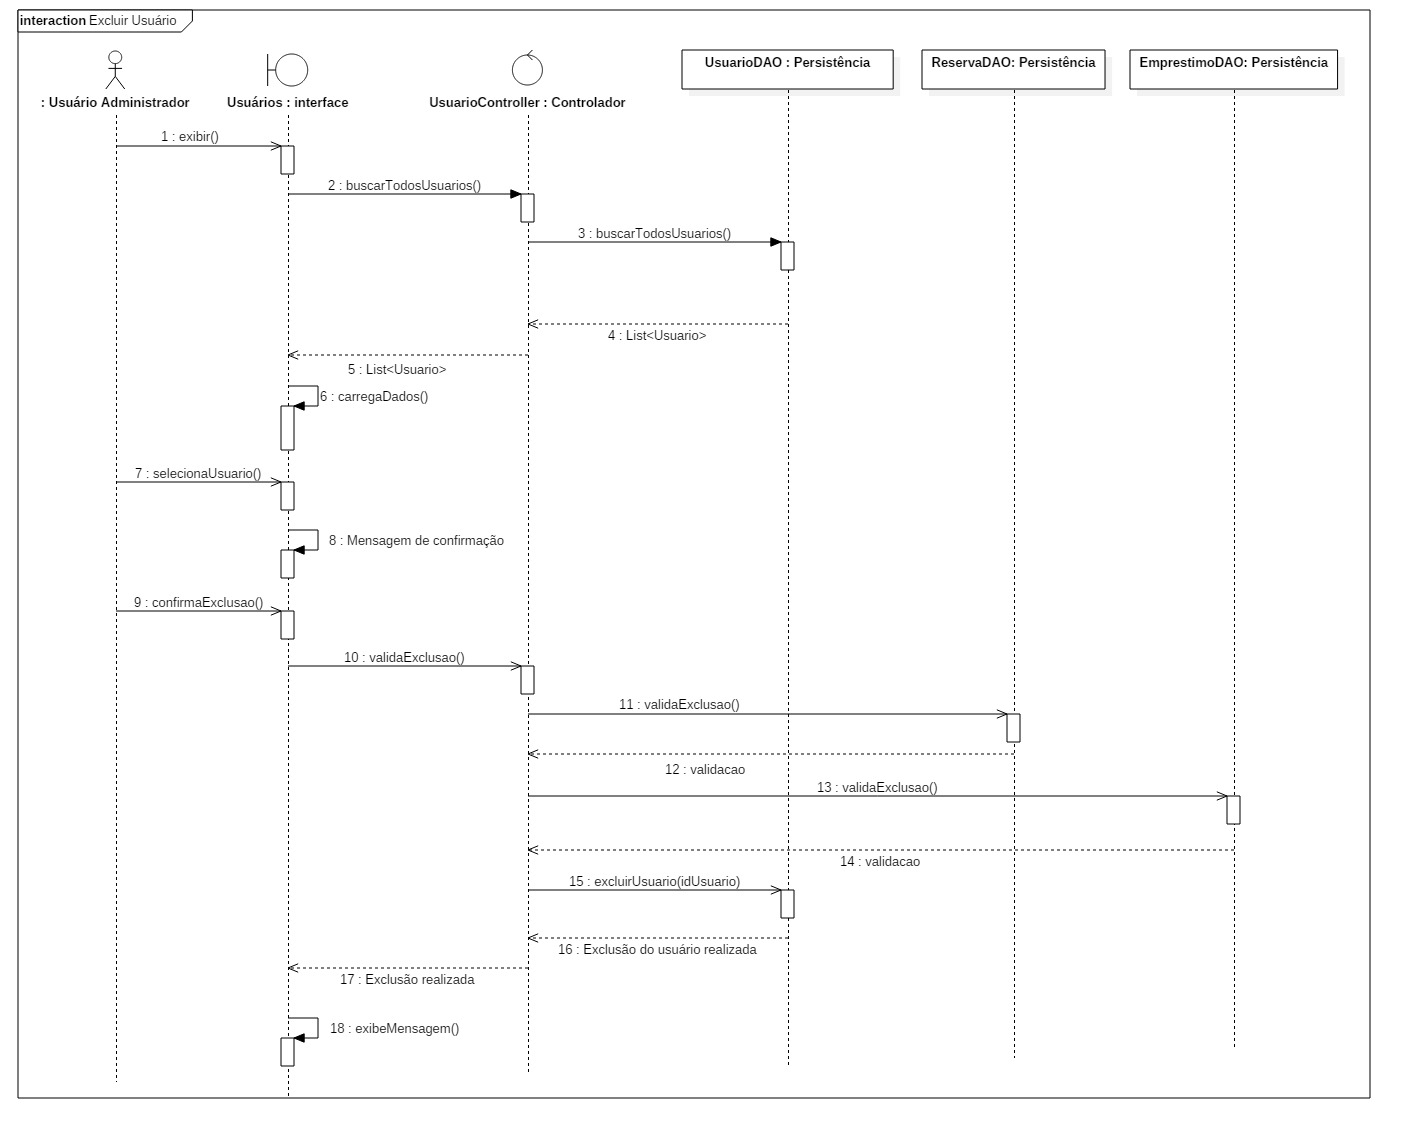 interaction Excluir Usuário
: Usuário Administrador
Usuários : interface
UsuarioController : Controlador
UsuarioDAO : Persistência
ReservaDAO: Persistência
EmprestimoDAO: Persistência
1 : exibir()
2 : buscarTodosUsuarios()
3 : buscarTodosUsuarios()
4 : List<Usuario>
5 : List<Usuario>
6 : carregaDados()
7 : selecionaUsuario()
8 : Mensagem de confirmação
9 : confirmaExclusao()
10 : validaExclusao()
11 : validaExclusao()
12 : validacao
13 : validaExclusao()
14 : validacao
15 : excluirUsuario(idUsuario)
16 : Exclusão do usuário realizada
17 : Exclusão realizada
18 : exibeMensagem()